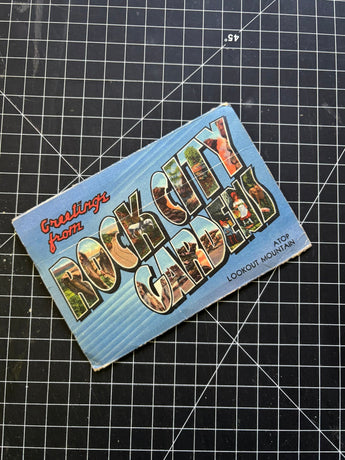 45°
Greetings
from
ROCK CITY
GARDENS
ATOP
LOOKOUT MOUNTAIN